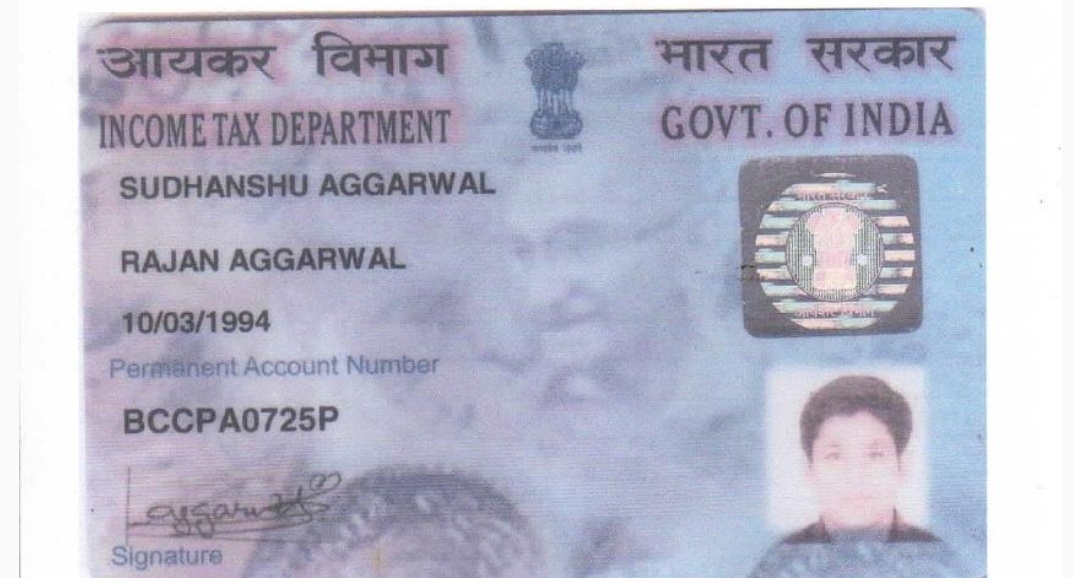 आयकर विभाग भारत सरकार
INCOME TAX DEPARTMENT GOVT. OF INDIA
SUDHANSHU AGGARWAL
RAJAN AGGARWAL
10/03/1994
Permanent Account Number
BCCPA0725P
Signature